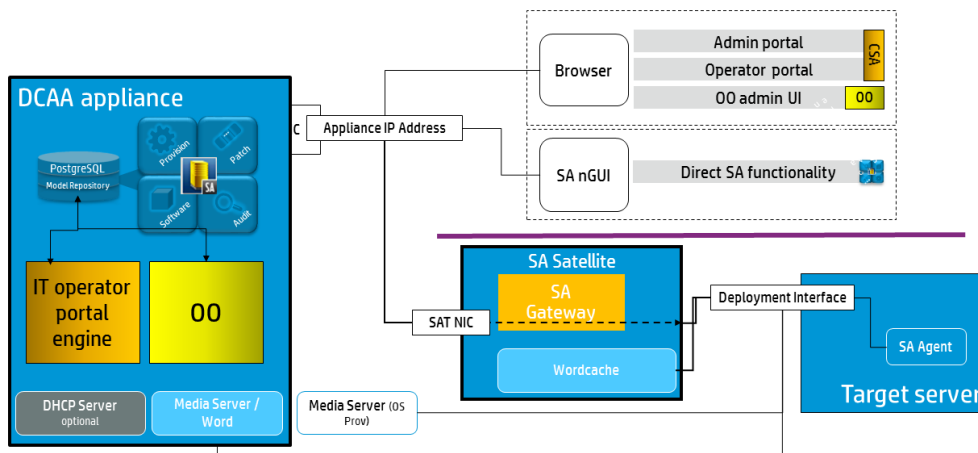 DCAA appliance
PostgreSQL
Model Repository
Provision
Patch
Software
Audit
SA
IT operator
portal
engine
OO
DHCP Server
optional
Media Server /
Word
Media Server (OS
Prov)
C
Appliance IP Address
Browser
Admin portal
Operator portal
OO admin UI
CSA
OO
SA nGUI
Direct SA functionality
SA Satellite
SA
Gateway
SAT NIC
Wordcache
Deployment Interface
SA Agent
Target server